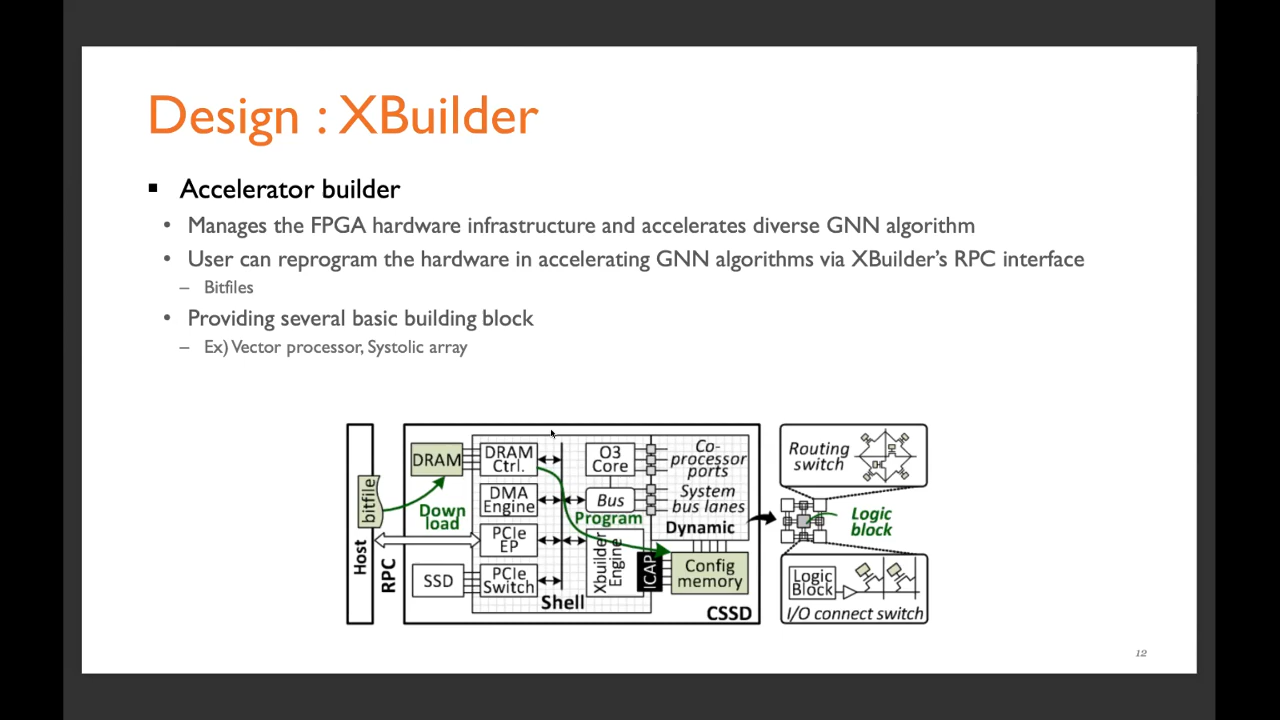 Design : XBuilder
▪ Accelerator builder
• Manages the FPGA hardware infrastructure and accelerates diverse GNN algorithm
• User can reprogram the hardware in accelerating GNN algorithms via XBuilder's RPC interface
– Bitfiles
• Providing several basic building block
– Ex) Vector processor, Systolic array
Host
bitfile
RPC
DRAM
Down
load
SSD
DRAM
Ctrl.
DMA
Engine
PCIe
EP
PCIe
Switch
Shell
O3
Core
Bus
Program
Xbuilder
Engine
ICAP
Co-
processor
ports
System
bus lanes
Dynamic
Config
memory
CSSD
Routing
switch
Logic
block
Logic
Block
I/O connect switch
12